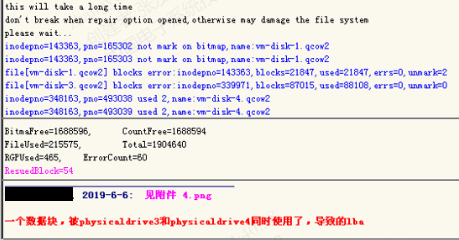 this will take a long time
don't break when repair option opened,otherwise may damage the file system
please wait...
inodepno=143363,pno=165302 not mark on bitmap,name:vm-disk-1.qcow2
inodepno=143363,pno=165303 not mark on bitmap,name:vm-disk-1.qcow2
file[vm-disk-1.qcow2] blocks error:inodepno=143363,blocks=21847,used=21847,errs=0,unmark=2
file[vm-disk-3.qcow2] blocks error:inodepno=339971,blocks=87015,used=88108,errs=0,unmark=0
inodepno=348163,pno=493038 used 2,name:vm-disk-4.qcow2
inodepno=348163,pno=493039 used 2,name:vm-disk-4.qcow2
BitmaFree=1688596, CountFree=1688594
FileUsed=215575, Total=1904640
RGPUsed=465, ErrorCount=60
ResuedBlock=54
, 2019-6-6: 见附件 4.png
一个数据块，被physicaldrive3和physicaldrive4同时使用了，导致的lba